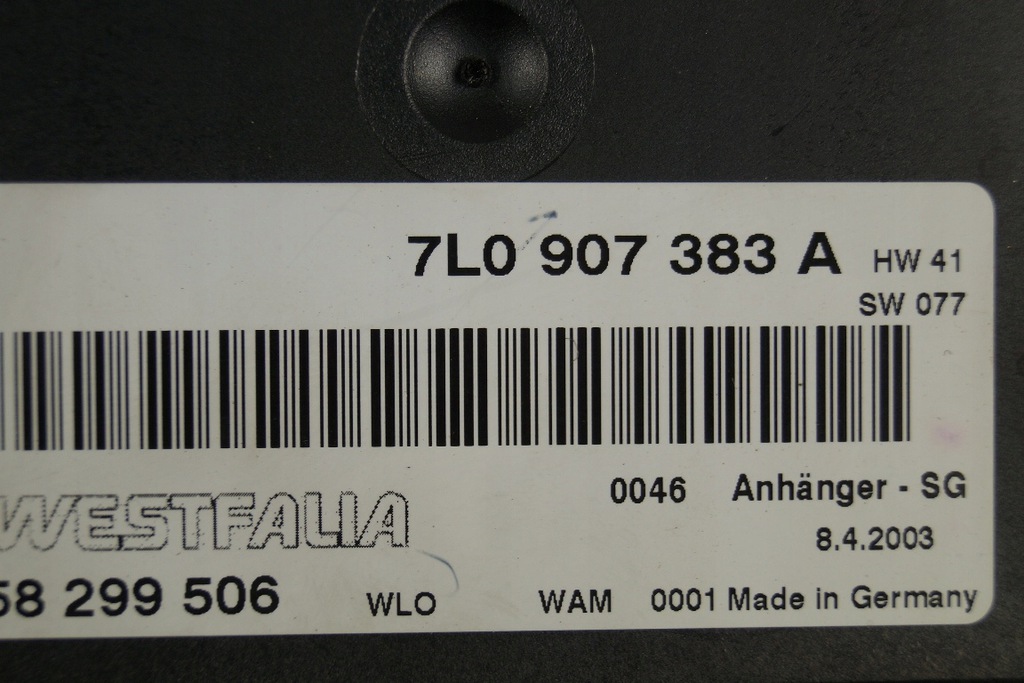 7L0 907 383 A HW 41
SW 077
0046 Anhänger - SG
WESTFALIA
8.4.2003
58 299 506 WLO WAM 0001 Made in Germany